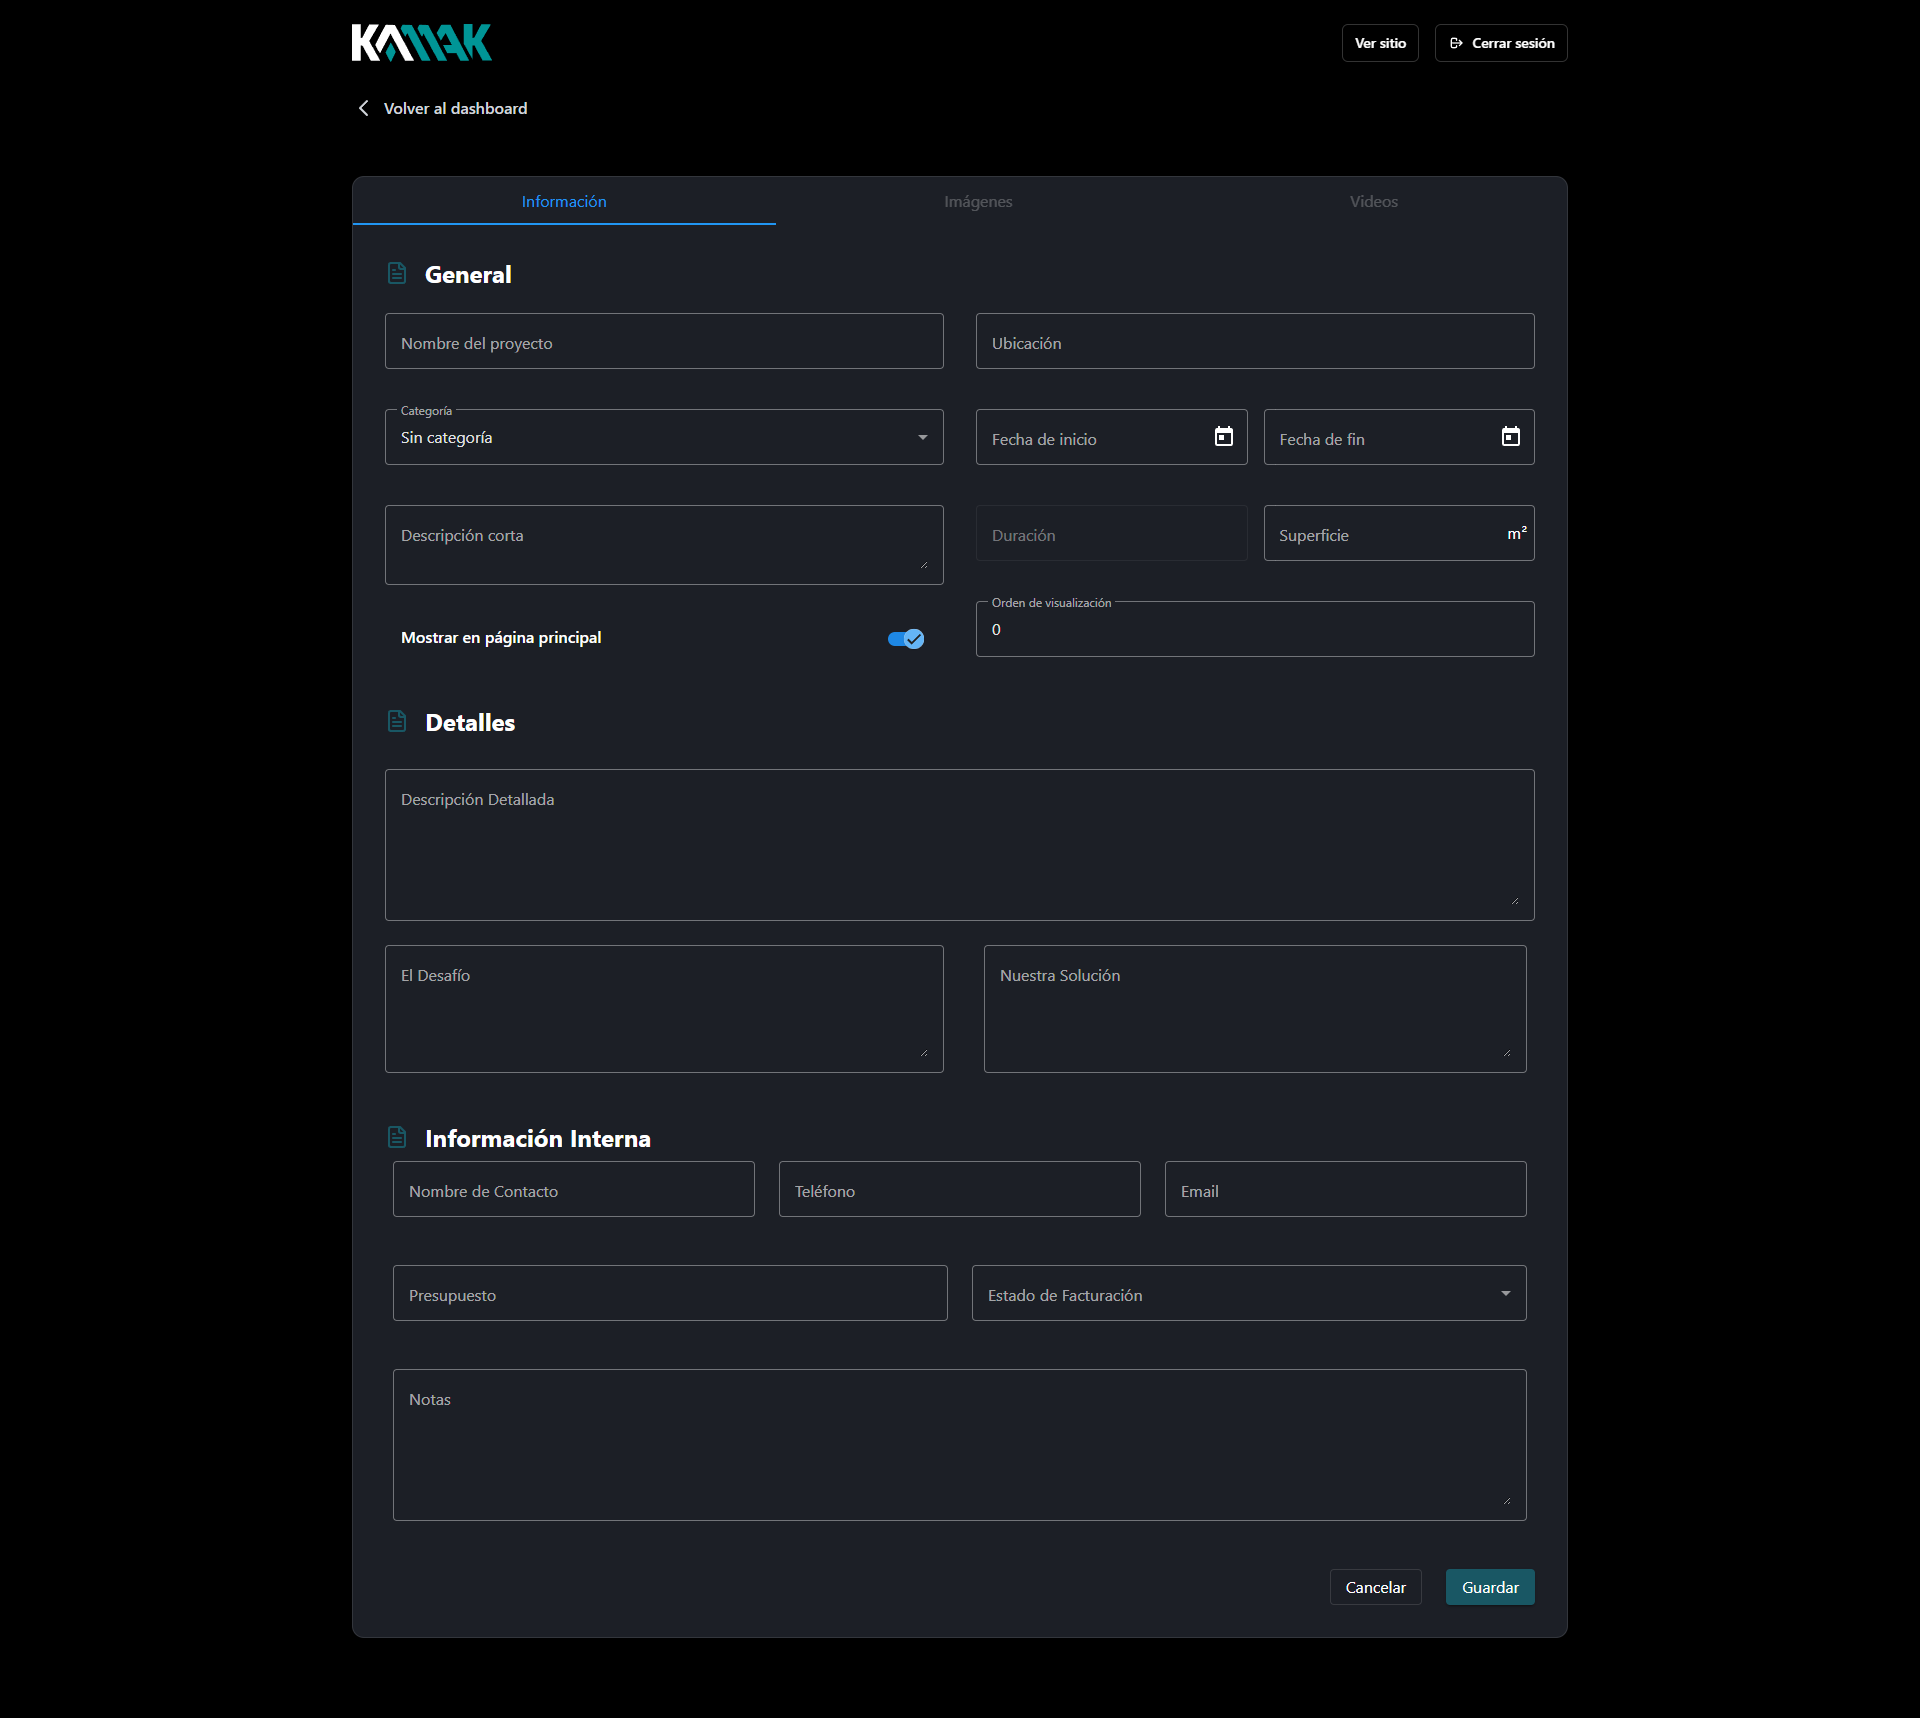 KAMAK
Ver sitio
Cerrar sesión
Volver al dashboard
Información
Imágenes
Videos
General
Nombre del proyecto
Ubicación
Categoría
Sin categoría
Fecha de inicio
Fecha de fin
Descripción corta
Duración
Superficie
m²
Mostrar en página principal
Orden de visualización
0
Detalles
Descripción Detallada
El Desafío
Nuestra Solución
Información Interna
Nombre de Contacto
Teléfono
Email
Presupuesto
Estado de Facturación
Notas
Cancelar
Guardar